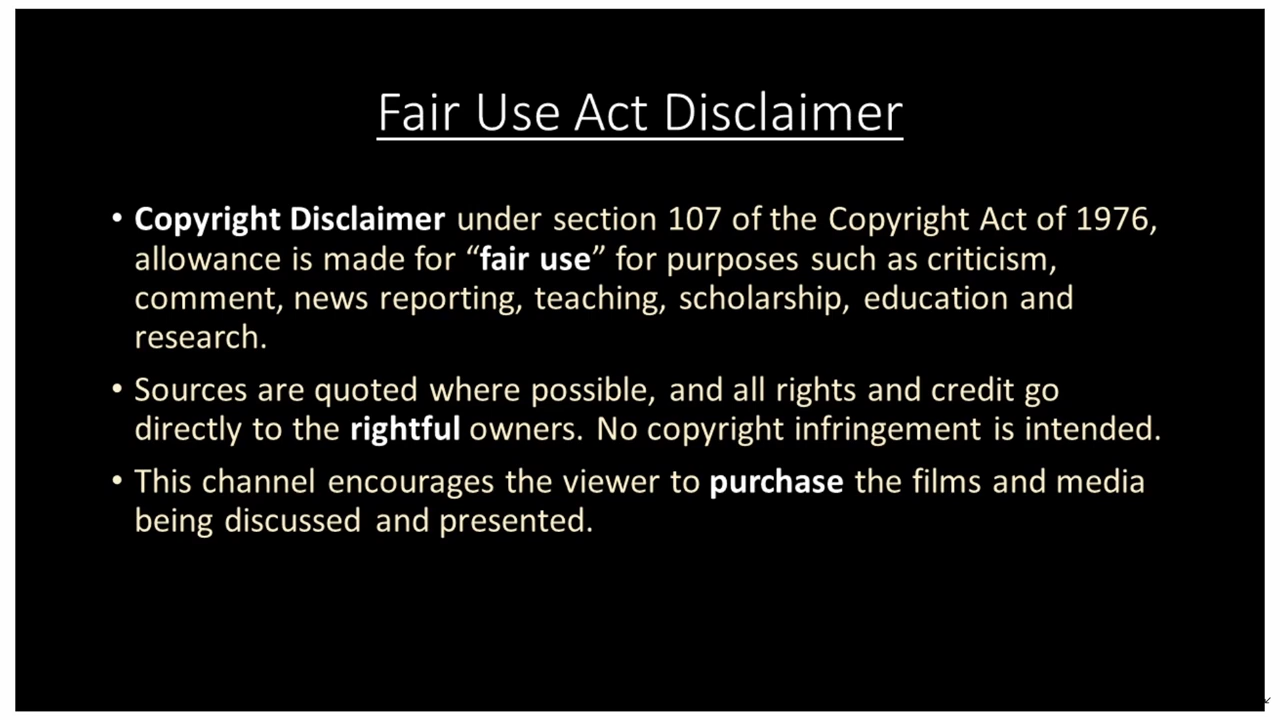 Fair Use Act Disclaimer
• Copyright Disclaimer under section 107 of the Copyright Act of 1976,
allowance is made for “fair use” for purposes such as criticism,
comment, news reporting, teaching, scholarship, education and
research.
• Sources are quoted where possible, and all rights and credit go
directly to the rightful owners. No copyright infringement is intended.
• This channel encourages the viewer to purchase the films and media
being discussed and presented.